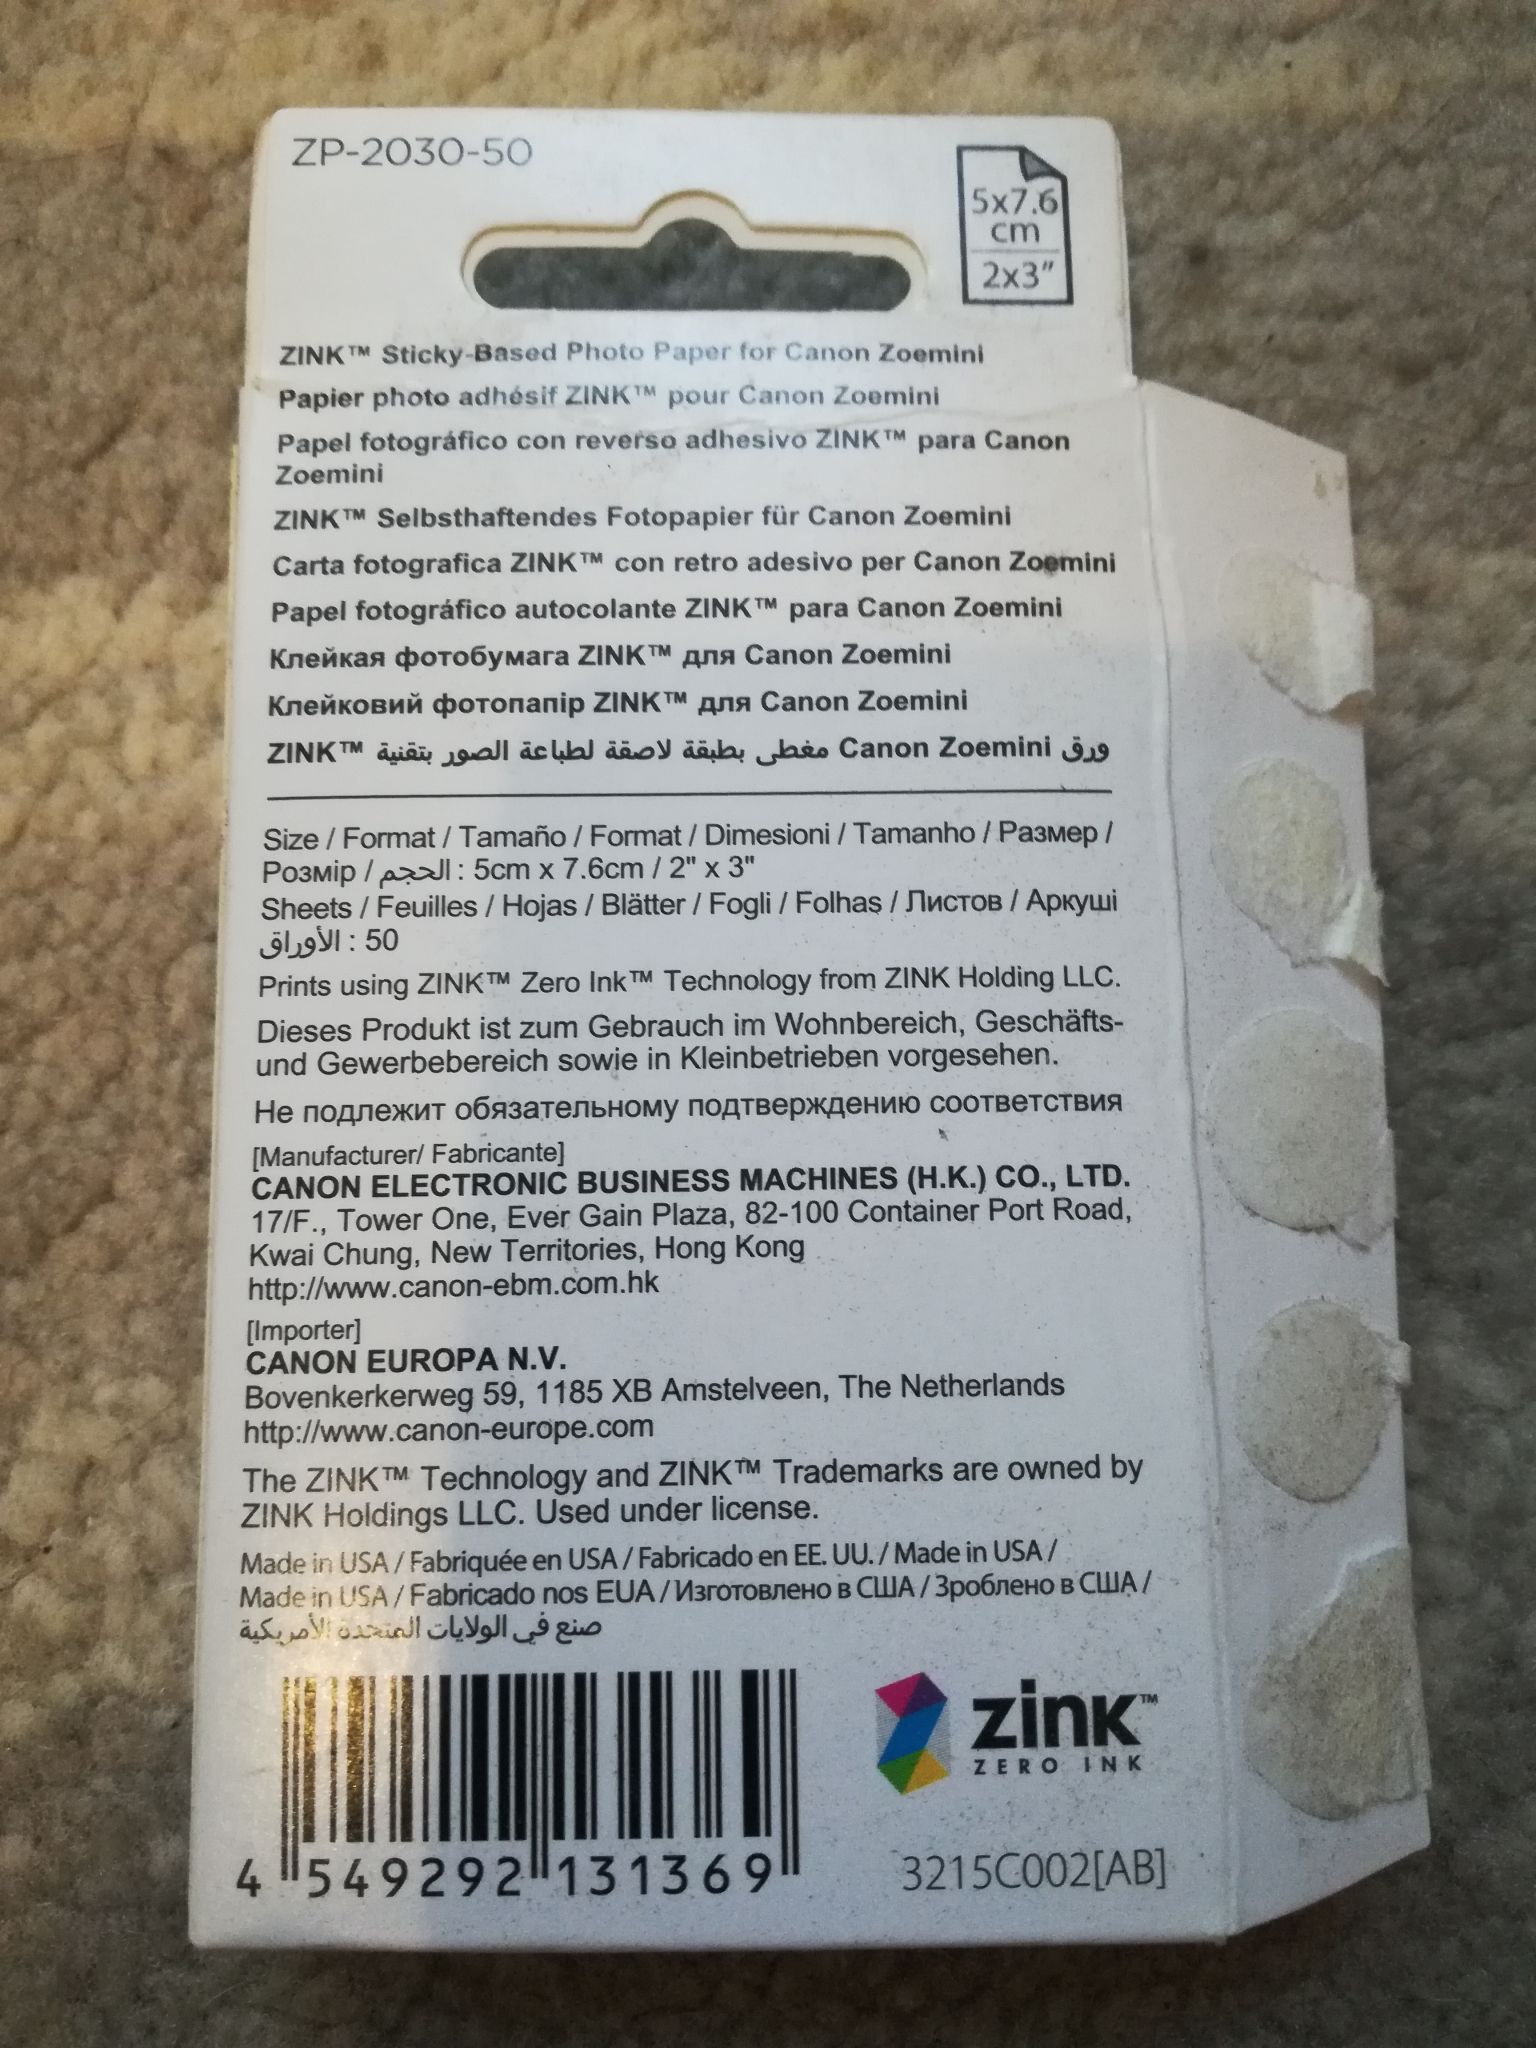 ZP-2030-50
5x7.6
cm
2x3"
ZINK™ Sticky-Based Photo Paper for Canon Zoemini
Papier photo adhésif ZINK™ pour Canon Zoemini
Papel fotográfico con reverso adhesivo ZINK™ para Canon
Zoemini
ZINK™ Selbsthaftendes Fotopapier für Canon Zoemini
Carta fotografica ZINK™ con retro adesivo per Canon Zoemini
Papel fotográfico autocolante ZINK™ para Canon Zoemini
Клейкая фотобумага ZINK™ для Canon Zoemini
Клейковий фотопапір ZINK™ для Canon Zoemini
ورق Canon Zoemini مغطى بطبقة لاصقة لطباعة الصور بتقنية ZINK™
Size / Format / Tamaño / Format / Dimesioni / Tamanho / Размер /
Розмір / الحجم : 5cm x 7.6cm / 2" x 3"
Sheets / Feuilles / Hojas / Blätter / Fogli / Folhas / Листов / Аркуші
الأوراق : 50
Prints using ZINK™ Zero Ink™ Technology from ZINK Holding LLC.
Dieses Produkt ist zum Gebrauch im Wohnbereich, Geschäfts-
und Gewerbebereich sowie in Kleinbetrieben vorgesehen.
Не подлежит обязательному подтверждению соответствия
[Manufacturer/ Fabricante]
CANON ELECTRONIC BUSINESS MACHINES (H.K.) CO., LTD.
17/F., Tower One, Ever Gain Plaza, 82-100 Container Port Road,
Kwai Chung, New Territories, Hong Kong
http://www.canon-ebm.com.hk
[Importer]
CANON EUROPA N.V.
Bovenkerkerweg 59, 1185 XB Amstelveen, The Netherlands
http://www.canon-europe.com
The ZINK™ Technology and ZINK™ Trademarks are owned by
ZINK Holdings LLC. Used under license.
Made in USA / Fabriquée en USA / Fabricado en EE. UU. / Made in USA /
Made in USA / Fabricado nos EUA / Изготовлено в США / Зроблено в США /
صنع في الولايات المتحدة الأمريكية
zink™
ZERO INK
4 549292 131369
3215C002[AB]